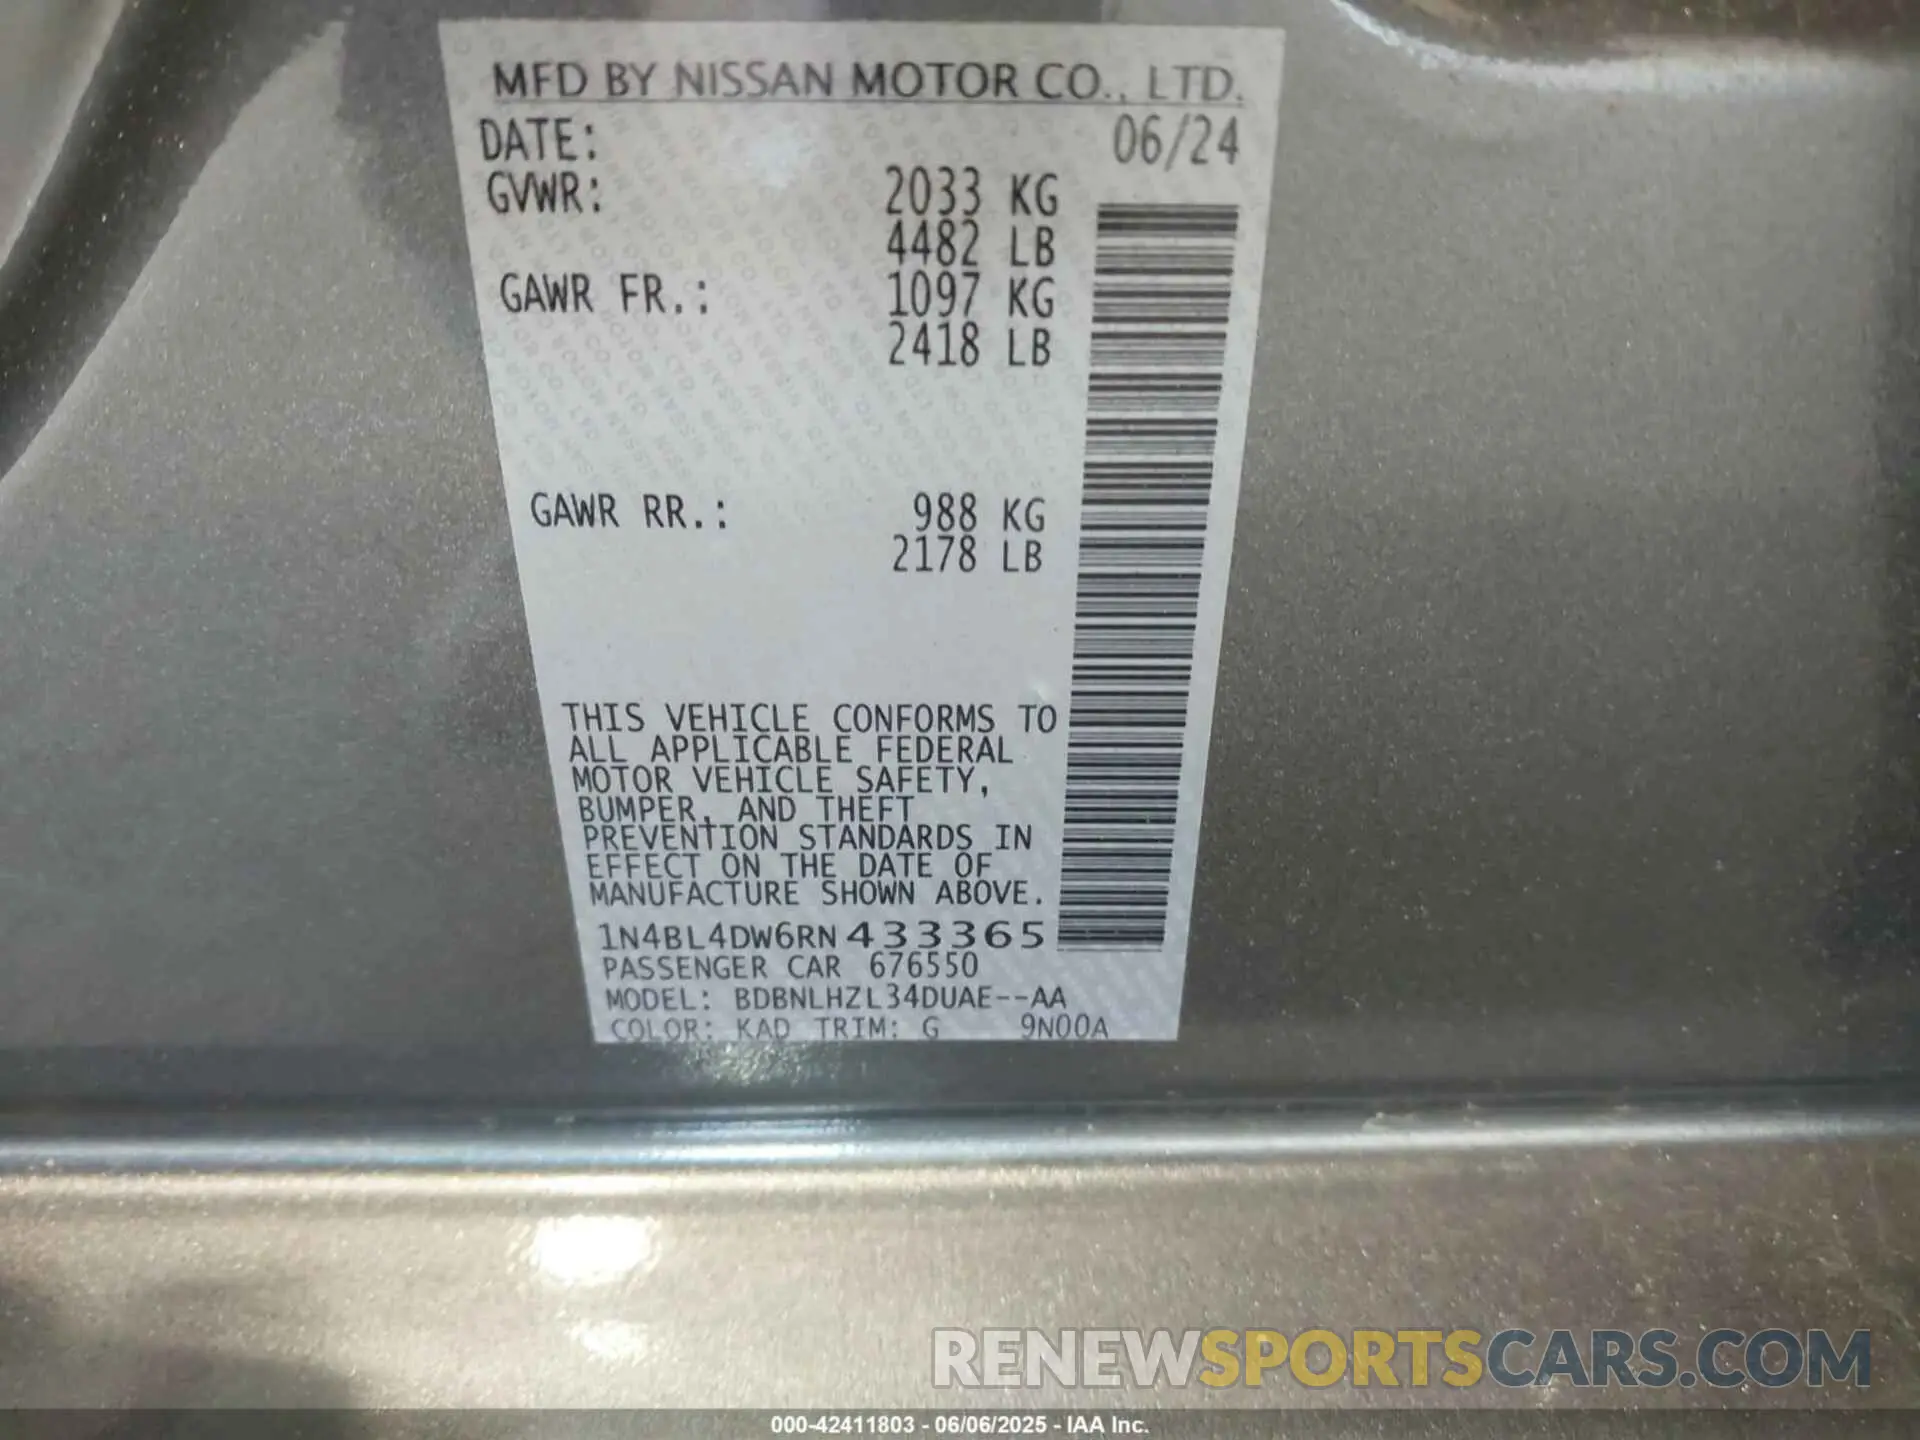 MFD BY NISSAN MOTOR CO., LTD.
DATE: 06/24
GVWR: 2033 KG
4482 LB
GAWR FR.: 1097 KG
2418 LB
GAWR RR.: 988 KG
2178 LB
THIS VEHICLE CONFORMS TO
ALL APPLICABLE FEDERAL
MOTOR VEHICLE SAFETY,
BUMPER, AND THEFT
PREVENTION STANDARDS IN
EFFECT ON THE DATE OF
MANUFACTURE SHOWN ABOVE.
1N4BL4DW6RN433365
PASSENGER CAR 676550
MODEL: BDBNLHZL34DUAE--AA
COLOR: KAD TRIM: G 9N00A
RENEWSPORTSCARS.COM
000-42411803 - 06/06/2025 - IAA Inc.